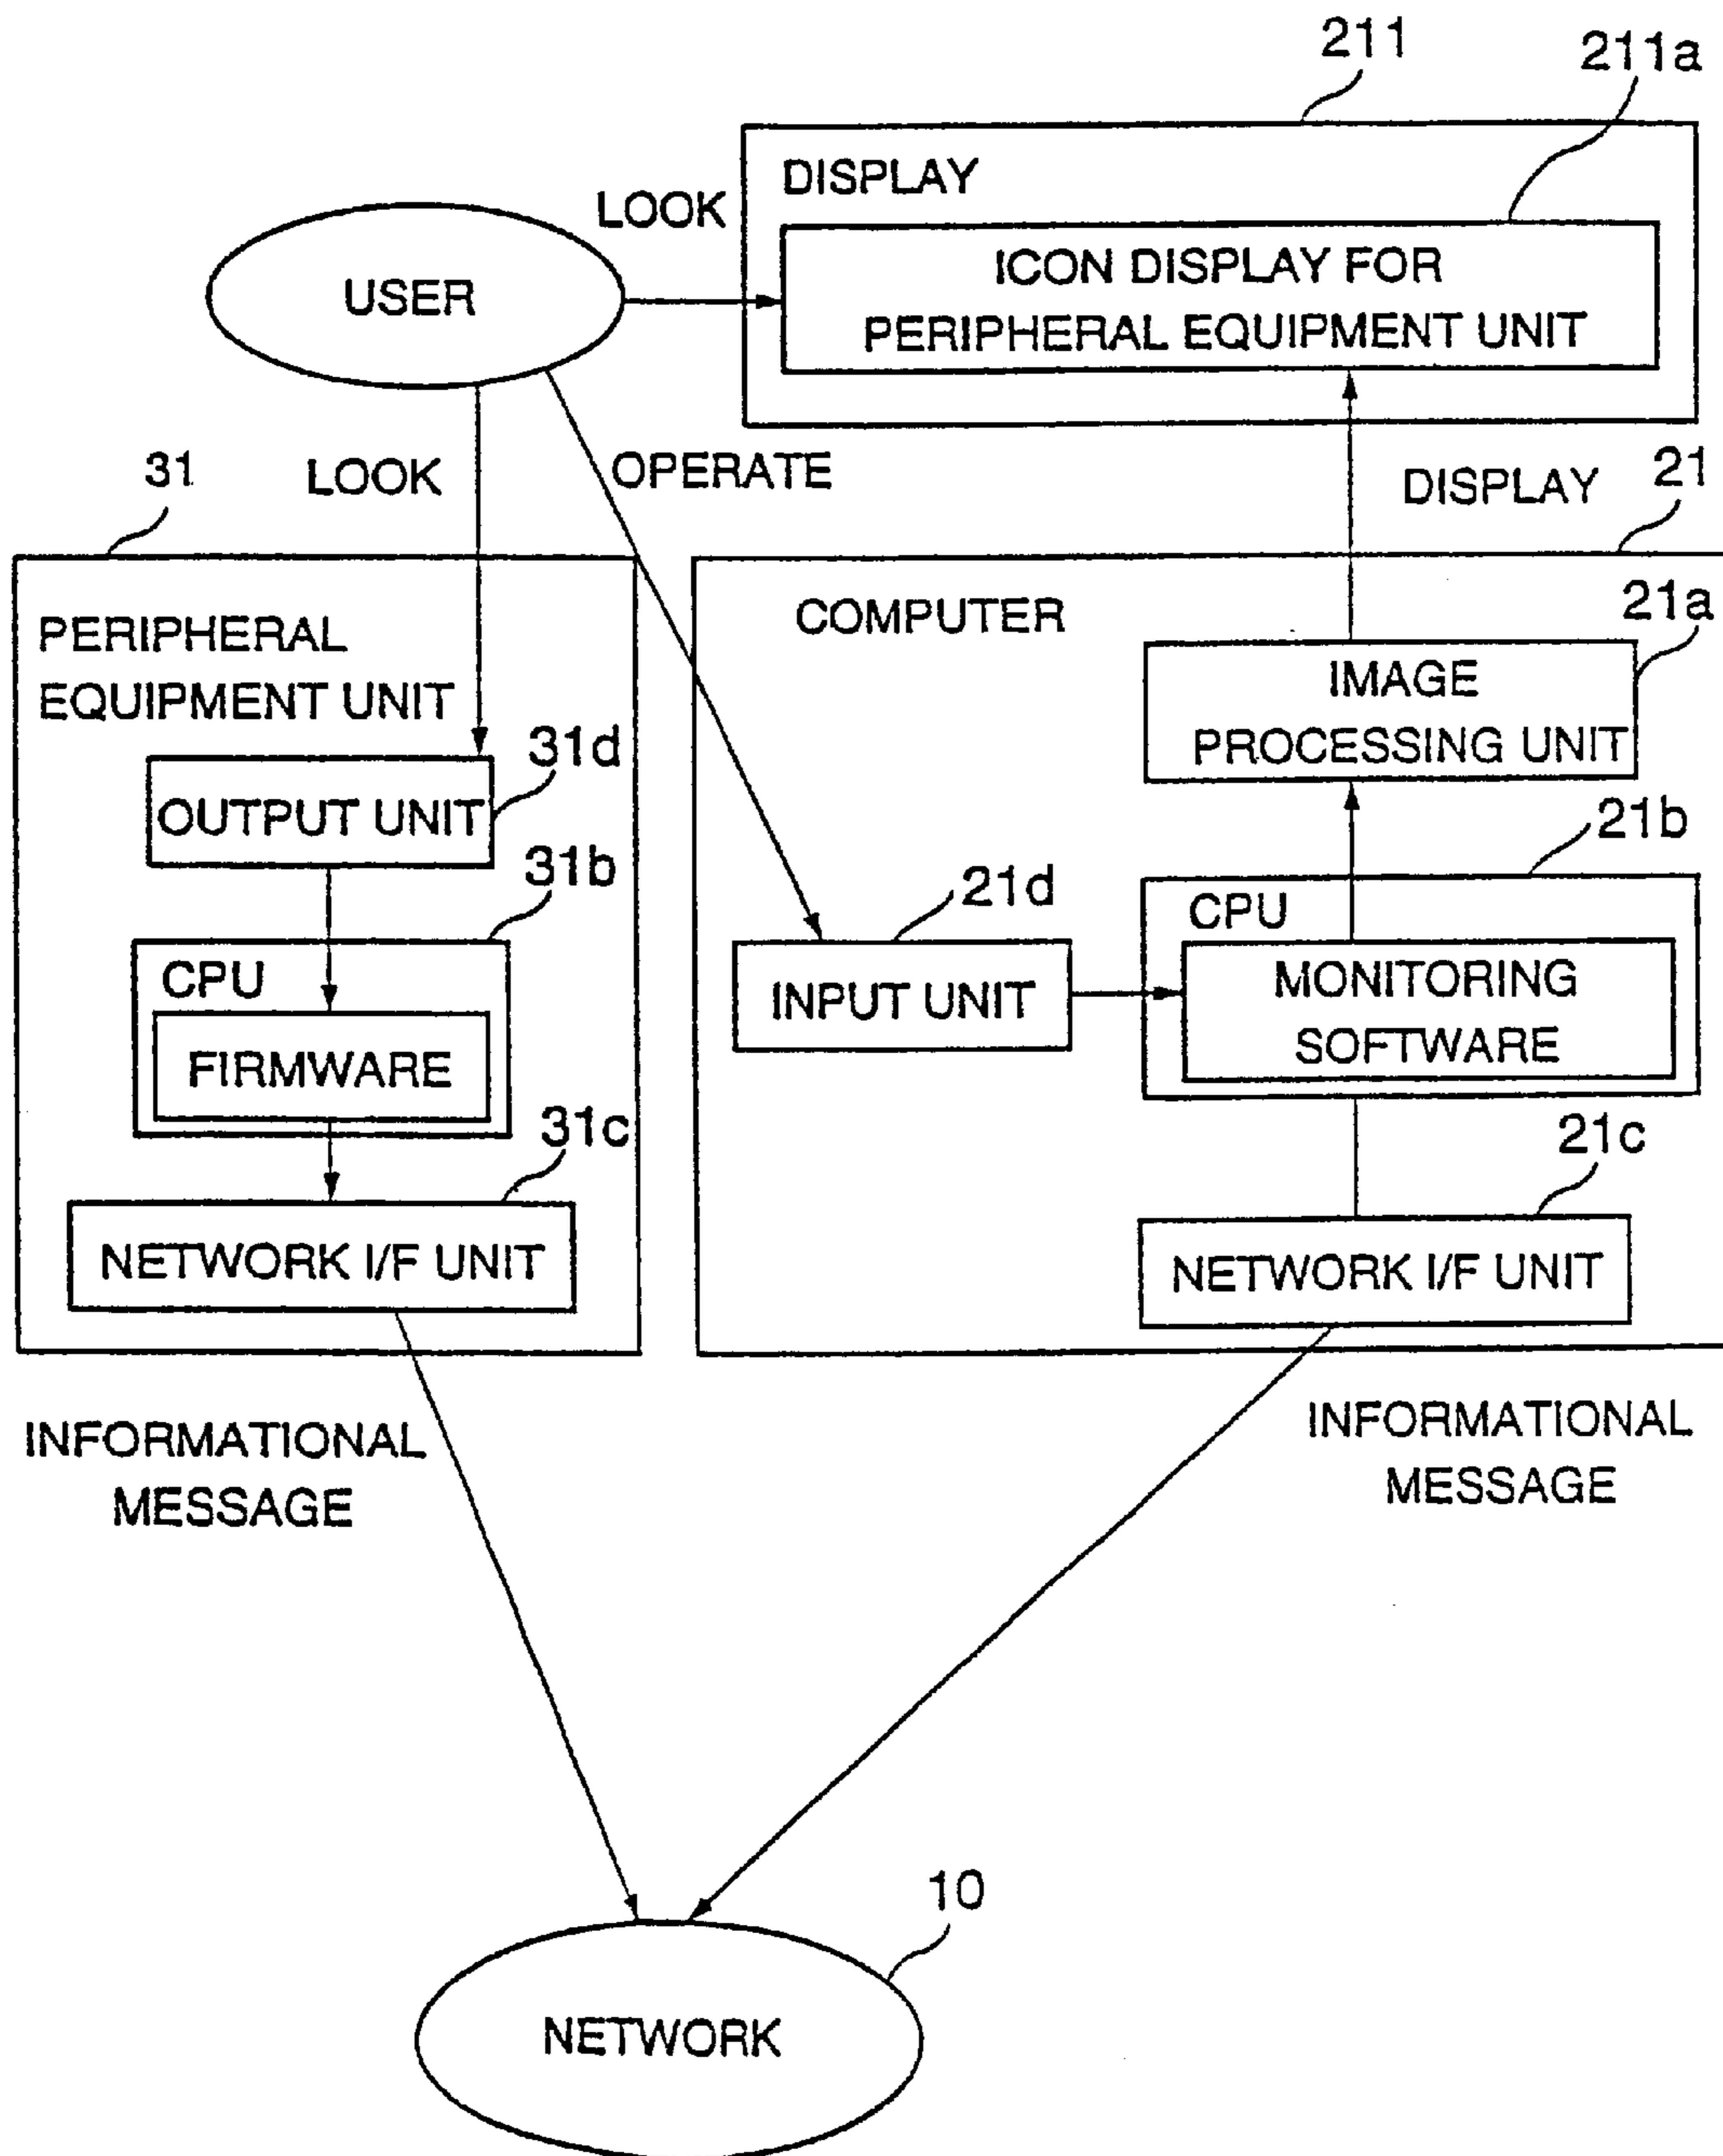 211
211a
DISPLAY
LOOK
ICON DISPLAY FOR
PERIPHERAL EQUIPMENT UNIT
USER
31
LOOK
OPERATE
DISPLAY
21
PERIPHERAL
EQUIPMENT UNIT
COMPUTER
21a
IMAGE
PROCESSING UNIT
31d
OUTPUT UNIT
31b
CPU
FIRMWARE
31c
NETWORK I/F UNIT
21b
21d
CPU
INPUT UNIT
MONITORING
SOFTWARE
21c
NETWORK I/F UNIT
INFORMATIONAL
MESSAGE
INFORMATIONAL
MESSAGE
10
NETWORK